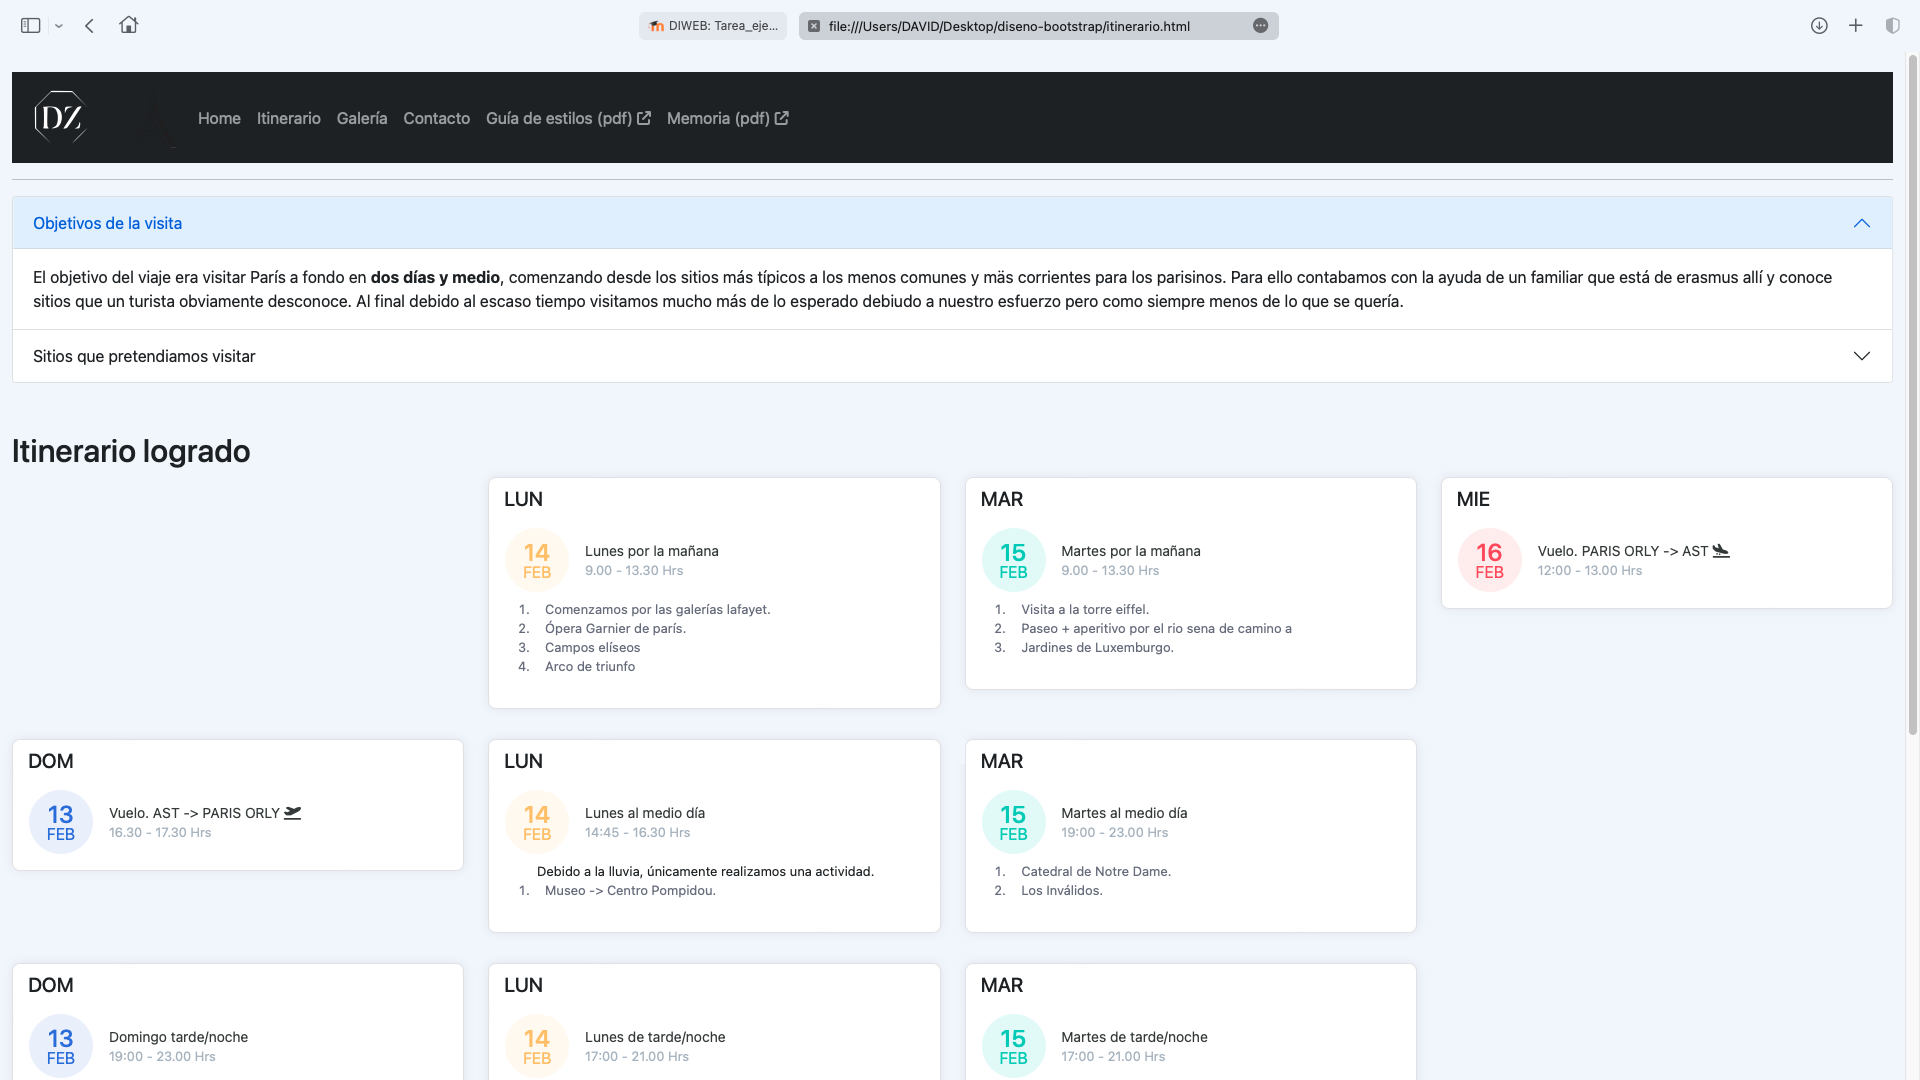 DIWEB: Tarea_eje...
file:///Users/DAVID/Desktop/diseno-bootstrap/itinerario.html
DZ
Home Itinerario Galería Contacto Guía de estilos (pdf) Memoria (pdf)
Objetivos de la visita
El objetivo del viaje era visitar París a fondo en dos días y medio, comenzando desde los sitios más típicos a los menos comunes y mäs corrientes para los parisinos. Para ello contabamos con la ayuda de un familiar que está de erasmus allí y conoce
sitios que un turista obviamente desconoce. Al final debido al escaso tiempo visitamos mucho más de lo esperado debiudo a nuestro esfuerzo pero como siempre menos de lo que se quería.
Sitios que pretendiamos visitar
Itinerario logrado
LUN
14
FEB
Lunes por la mañana
9.00 - 13.30 Hrs
1. Comenzamos por las galerías lafayet.
2. Ópera Garnier de parís.
3. Campos elíseos
4. Arco de triunfo
MAR
15
FEB
Martes por la mañana
9.00 - 13.30 Hrs
1. Visita a la torre eiffel.
2. Paseo + aperitivo por el rio sena de camino a
3. Jardines de Luxemburgo.
MIE
16
FEB
Vuelo. PARIS ORLY -> AST
12:00 - 13.00 Hrs
DOM
13
FEB
Vuelo. AST -> PARIS ORLY
16.30 - 17.30 Hrs
LUN
14
FEB
Lunes al medio día
14:45 - 16.30 Hrs
Debido a la lluvia, únicamente realizamos una actividad.
1. Museo -> Centro Pompidou.
MAR
15
FEB
Martes al medio día
19:00 - 23.00 Hrs
1. Catedral de Notre Dame.
2. Los Inválidos.
DOM
13
FEB
Domingo tarde/noche
19:00 - 23.00 Hrs
LUN
14
FEB
Lunes de tarde/noche
17:00 - 21.00 Hrs
MAR
15
FEB
Martes de tarde/noche
17:00 - 21.00 Hrs